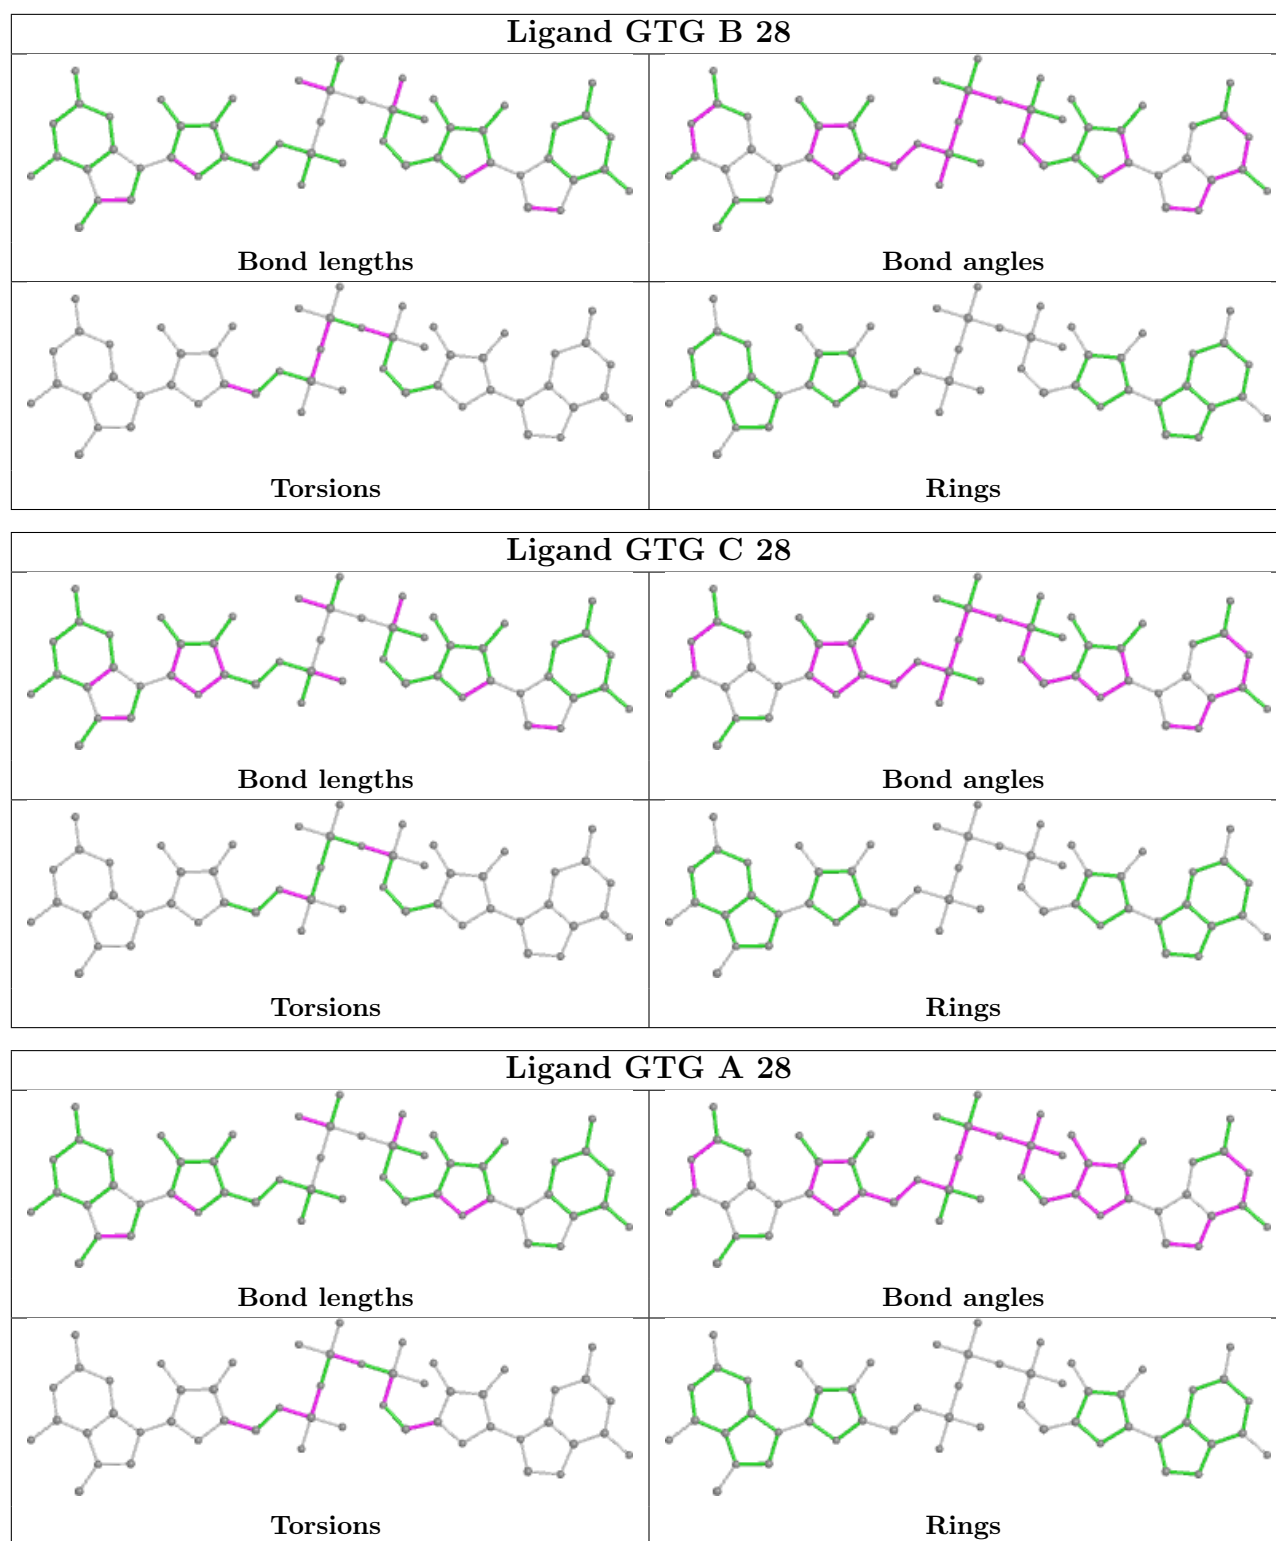 Ligand GTG B 28
Bond lengths
Bond angles
Torsions
Rings
Ligand GTG C 28
Bond lengths
Bond angles
Torsions
Rings
Ligand GTG A 28
Bond lengths
Bond angles
Torsions
Rings